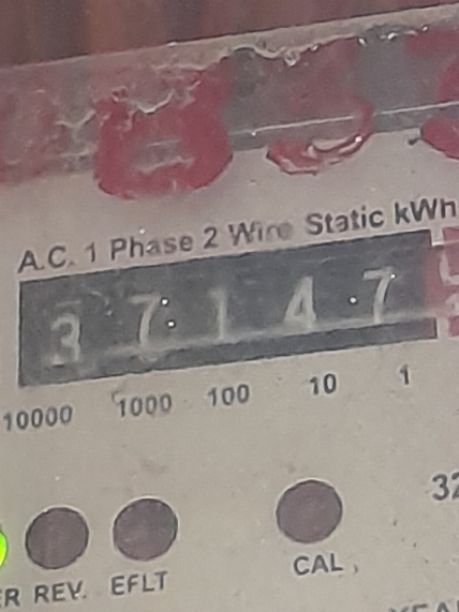 A.C. 1 Phase 2 Wire Static kWh
3 7 1 4 7
10000 1000 100 10 1
32
ER REV. EFLT CAL